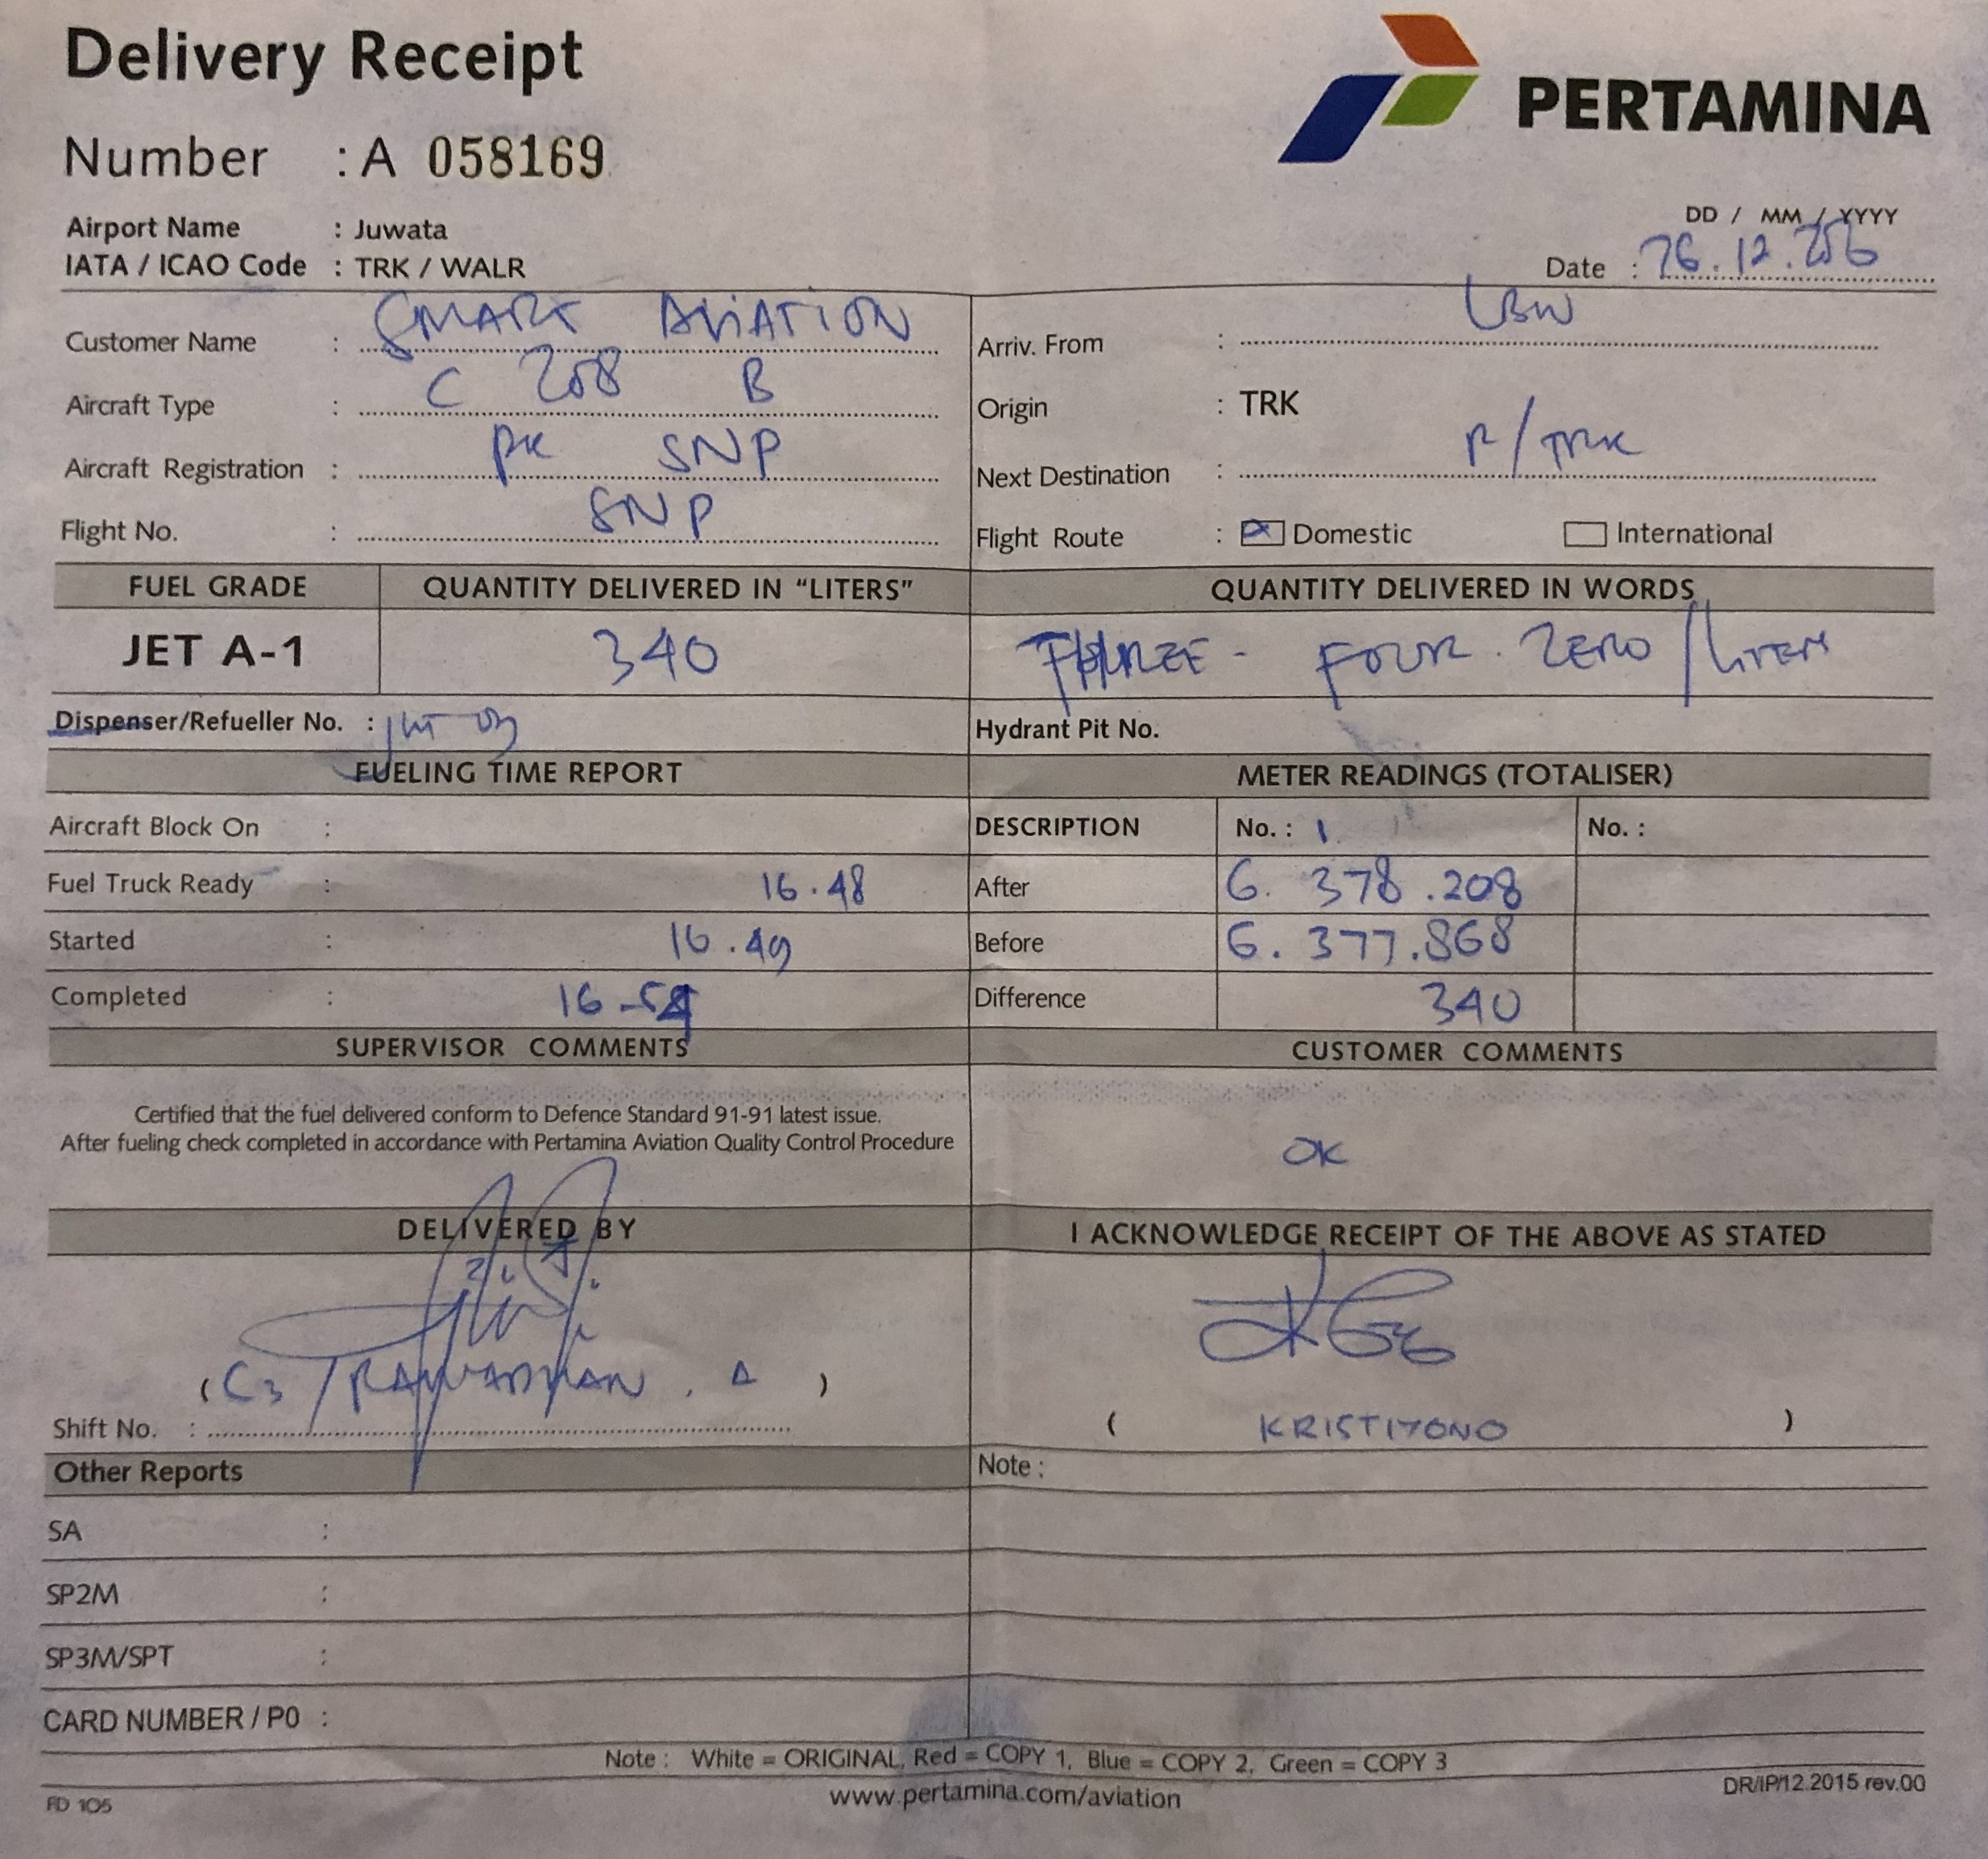 Delivery Receipt
PERTAMINA
Number : A 058169
Airport Name : Juwata
IATA / ICAO Code : TRK / WALR
DD / MM / YYYY
Date : 26.12.2016
Customer Name : SMART AVIATION
Arriv. From : LBW
Aircraft Type : C 208 B
Origin : TRK
Aircraft Registration : PK SNP
Next Destination : R/TRK
Flight No. : SNP
Flight Route : Domestic International
FUEL GRADE QUANTITY DELIVERED IN “LITERS” QUANTITY DELIVERED IN WORDS
JET A-1 340 THREE - FOUR . ZERO / LITER
Dispenser/Refueller No. : 03
Hydrant Pit No.
FUELING TIME REPORT METER READINGS (TOTALISER)
Aircraft Block On : DESCRIPTION No. : 1 No. :
Fuel Truck Ready : 16.48 After 6. 378 .208
Started : 16.49 Before 6. 377.868
Completed : 16-54 Difference 340
SUPERVISOR COMMENTS CUSTOMER COMMENTS
Certified that the fuel delivered conform to Defence Standard 91-91 latest issue.
After fueling check completed in accordance with Pertamina Aviation Quality Control Procedure
OK
DELIVERED BY I ACKNOWLEDGE RECEIPT OF THE ABOVE AS STATED
( C3 / . A )
Shift No. :
( KRISTIYONO )
Other Reports Note :
SA :
SP2M :
SP3M/SPT :
CARD NUMBER / P0 :
Note : White = ORIGINAL, Red = COPY 1, Blue = COPY 2, Green = COPY 3
FD 105 www.pertamina.com/aviation DR/IP/12.2015 rev.00